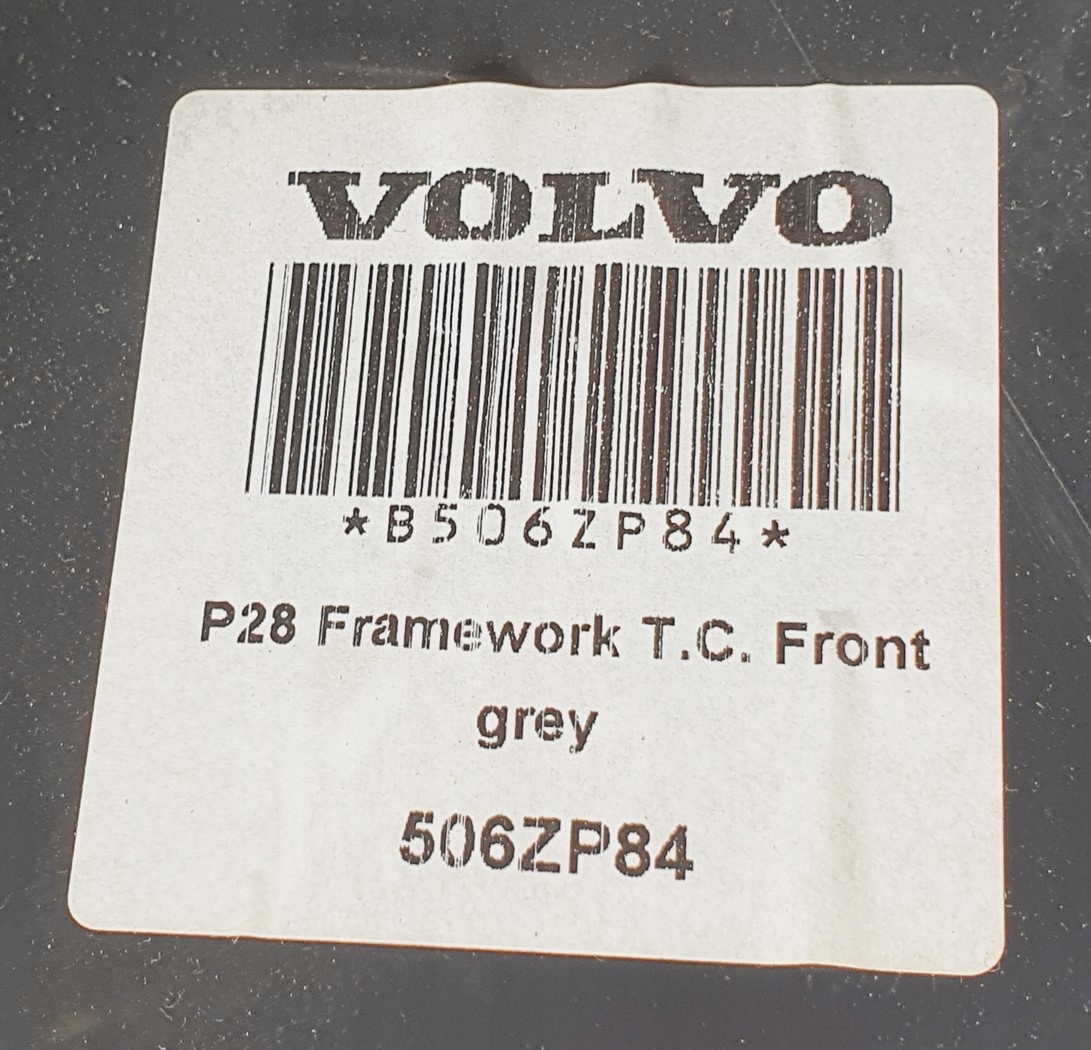 VOLVO
*B506ZP84*
P28 Framework T.C. Front
grey
506ZP84